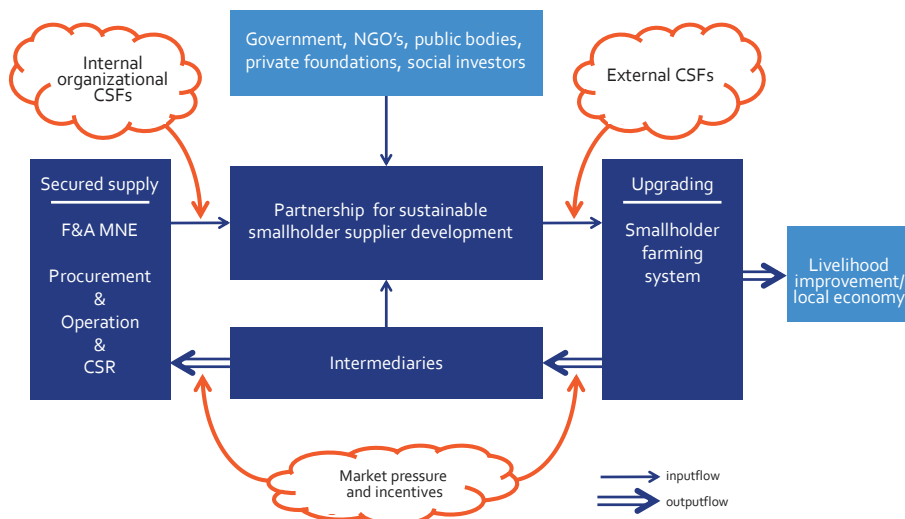 Government, NGO's, public bodies,
private foundations, social investors
Internal
organizational
CSFs
External CSFs
Secured supply
F&A MNE
Procurement
&
Operation
&
CSR
Partnership for sustainable
smallholder supplier development
Upgrading
Smallholder
farming
system
Livelihood
improvement/
local economy
Intermediaries
Market pressure
and incentives
inputflow
outputflow